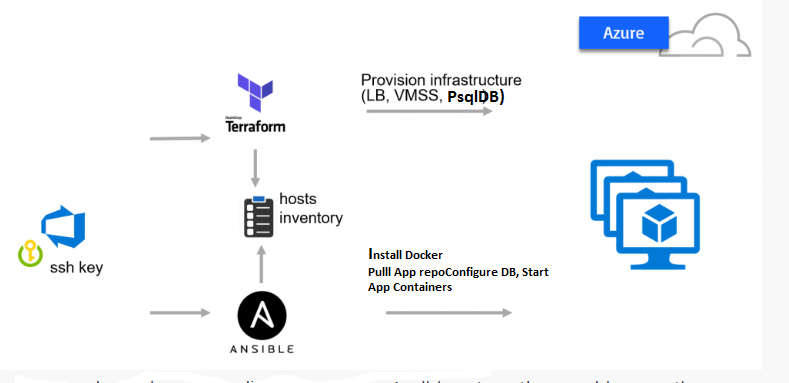 Azure
Provision infrastructure
(LB, VMSS, PsqlDB)
HashiCorp
Terraform
hosts
inventory
ssh key
Install Docker
Pulll App repoConfigure DB, Start
App Containers
ANSIBLE